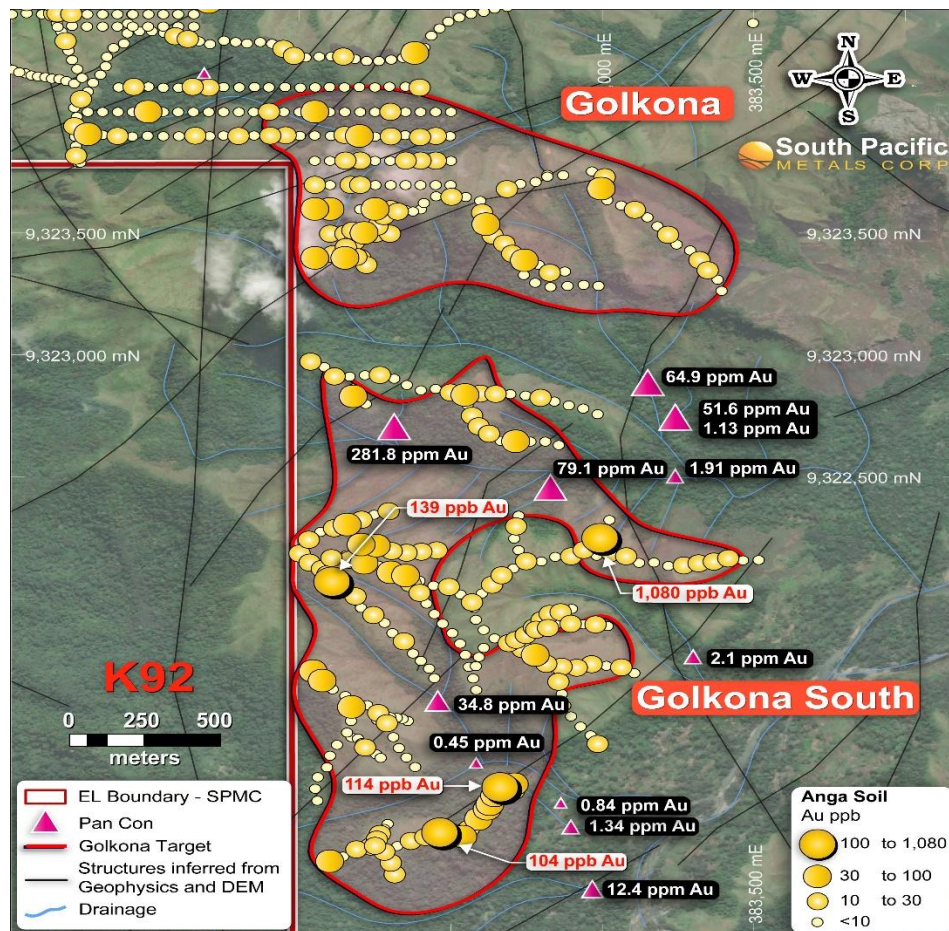 Golkona
N
W E
S
South Pacific
METALS CORP
000 mE
383,500 mE
9,323,500 mN
9,323,500 mN
9,323,000 mN
9,323,000 mN
64.9 ppm Au
51.6 ppm Au
1.13 ppm Au
281.8 ppm Au
79.1 ppm Au
1.91 ppm Au
9,322,500 mN
139 ppb Au
1,080 ppb Au
2.1 ppm Au
K92
Golkona South
34.8 ppm Au
0 250 500
meters
0.45 ppm Au
114 ppb Au
0.84 ppm Au
1.34 ppm Au
104 ppb Au
12.4 ppm Au
383,500 mE
EL Boundary - SPMC
Pan Con
Golkona Target
Structures inferred from
Geophysics and DEM
Drainage
Anga Soil
Au ppb
100 to 1,080
30 to 100
10 to 30
<10